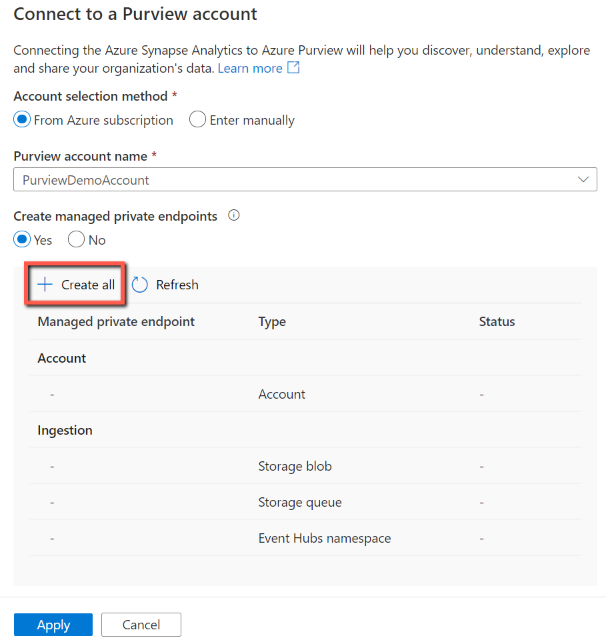 Connect to a Purview account
Connecting the Azure Synapse Analytics to Azure Purview will help you discover, understand, explore
and share your organization's data. Learn more
Account selection method *
From Azure subscription Enter manually
Purview account name *
PurviewDemoAccount
Create managed private endpoints
Yes No
Create all Refresh
Managed private endpoint Type Status
Account
- Account -
Ingestion
- Storage blob -
- Storage queue -
- Event Hubs namespace -
Apply Cancel